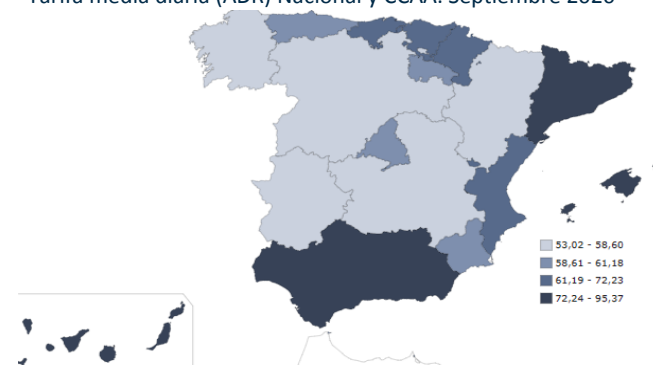 Tarifa media diaria (ADR) Nacional y CCAA. Septiembre 2020
53,02 - 58,60
58,61 - 61,18
61,19 - 72,23
72,24 - 95,37